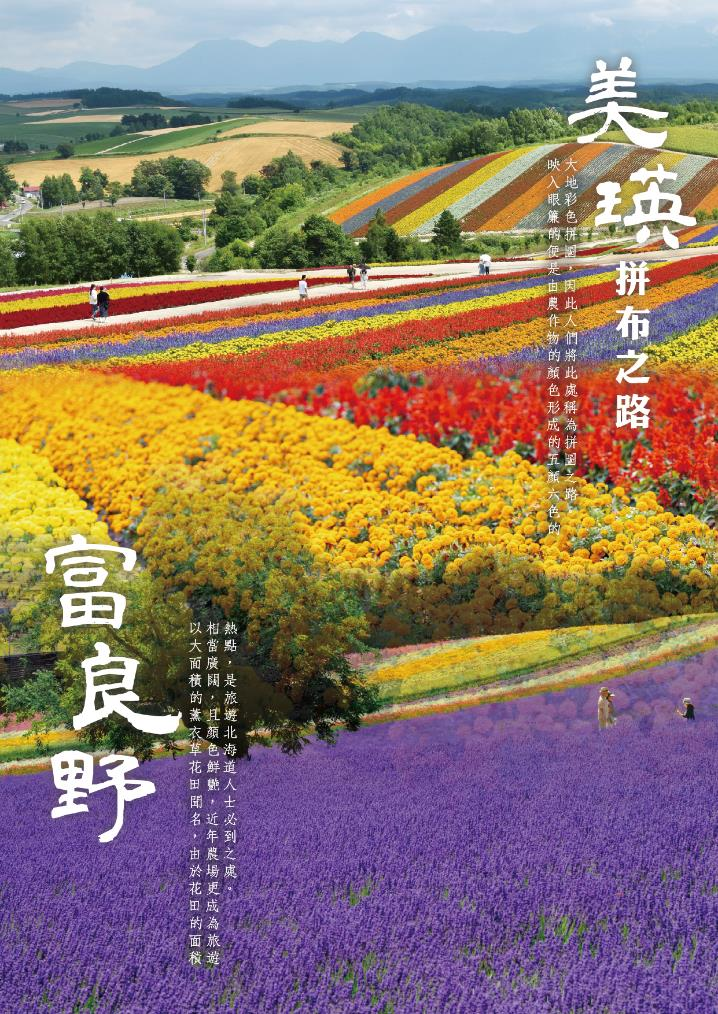 美瑛
拼布之路
映入眼簾的便是由農作物的顏色形成的五顏六色的
大地彩色拼圖，因此人們將此處稱為拼圖之路。
富良野
以大面積的薰衣草花田聞名，由於花田的面積
相當廣闊，且顏色鮮艷，近年農場更成為旅遊
熱點，是旅遊北海道人士必到之處。